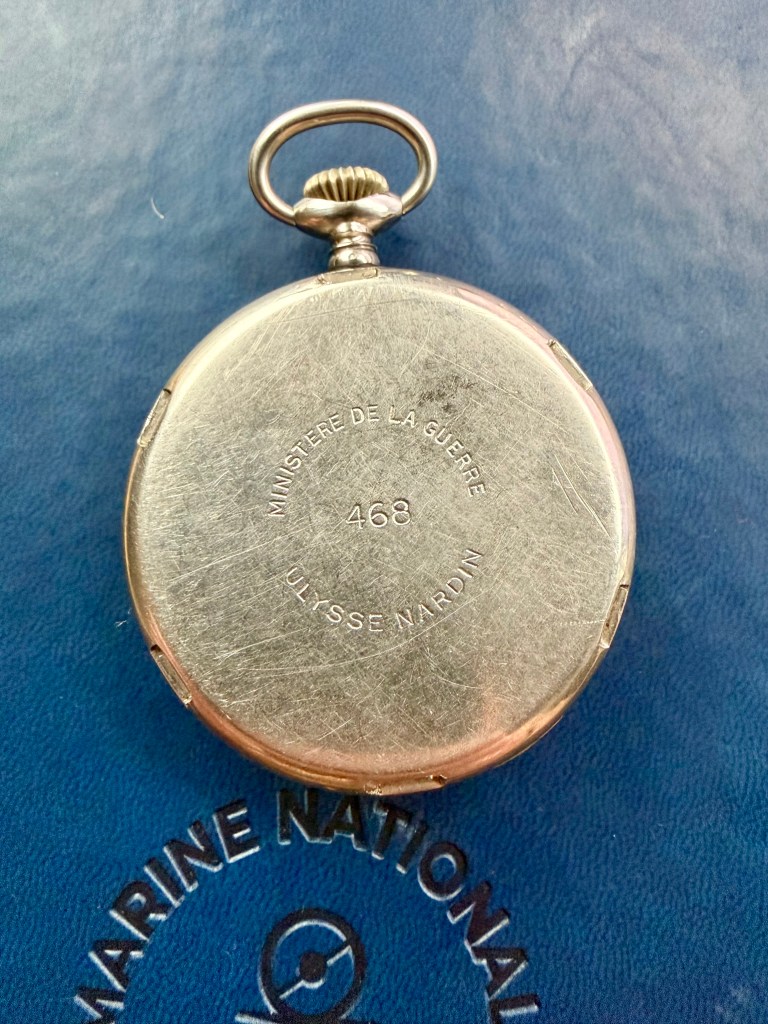 MINISTERE DE LA GUERRE
468
ULYSSE NARDIN
MARINE NATIONAL